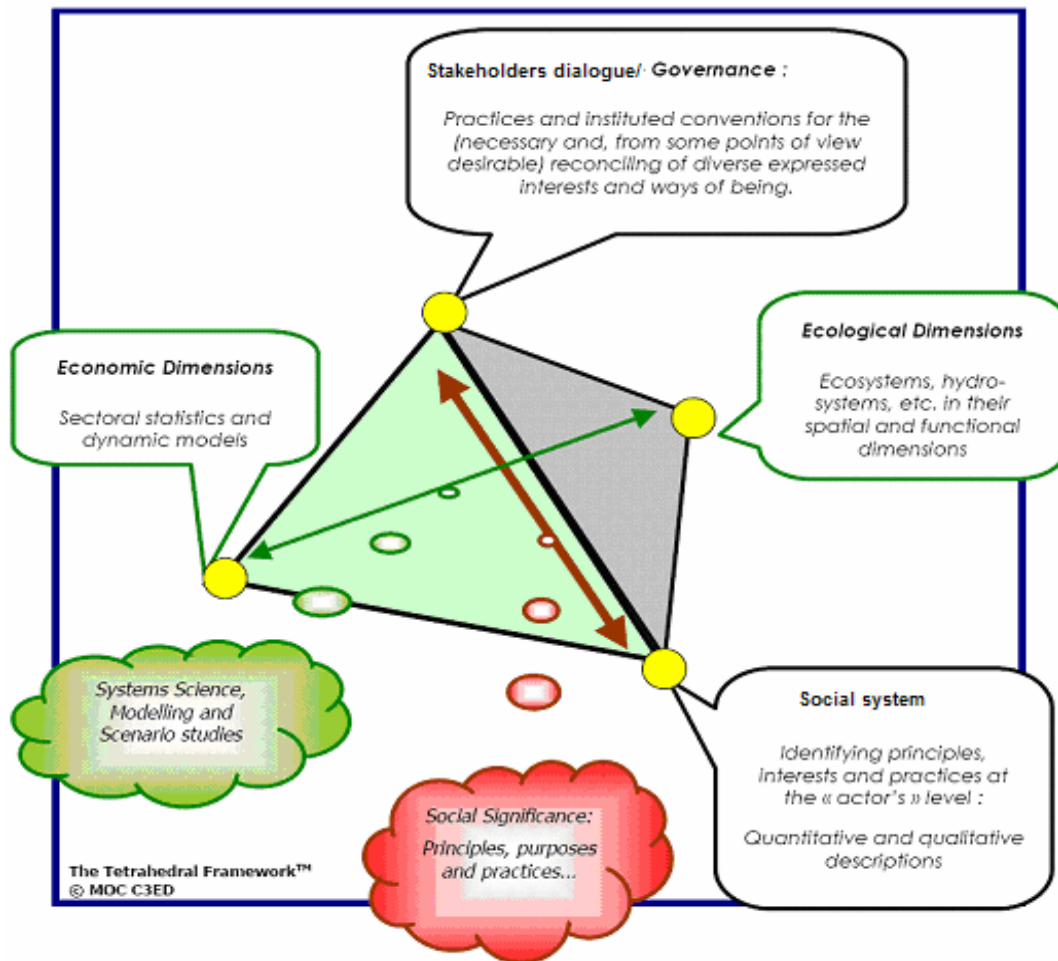 Stakeholders dialogue/ Governance :
Practices and instituted conventions for the
(necessary and, from some points of view
desirable) reconciling of diverse expressed
interests and ways of being.
Economic Dimensions
Sectoral statistics and
dynamic models
Ecological Dimensions
Ecosystems, hydro-
systems, etc. in their
spatial and functional
dimensions
Systems Science,
Modelling and
Scenario studies
Social system
Identifying principles,
interests and practices at
the « actor's » level :
Quantitative and qualitative
descriptions
Social Significance:
Principles, purposes
and practices...
The Tetrahedral Framework™
© MOC C3ED